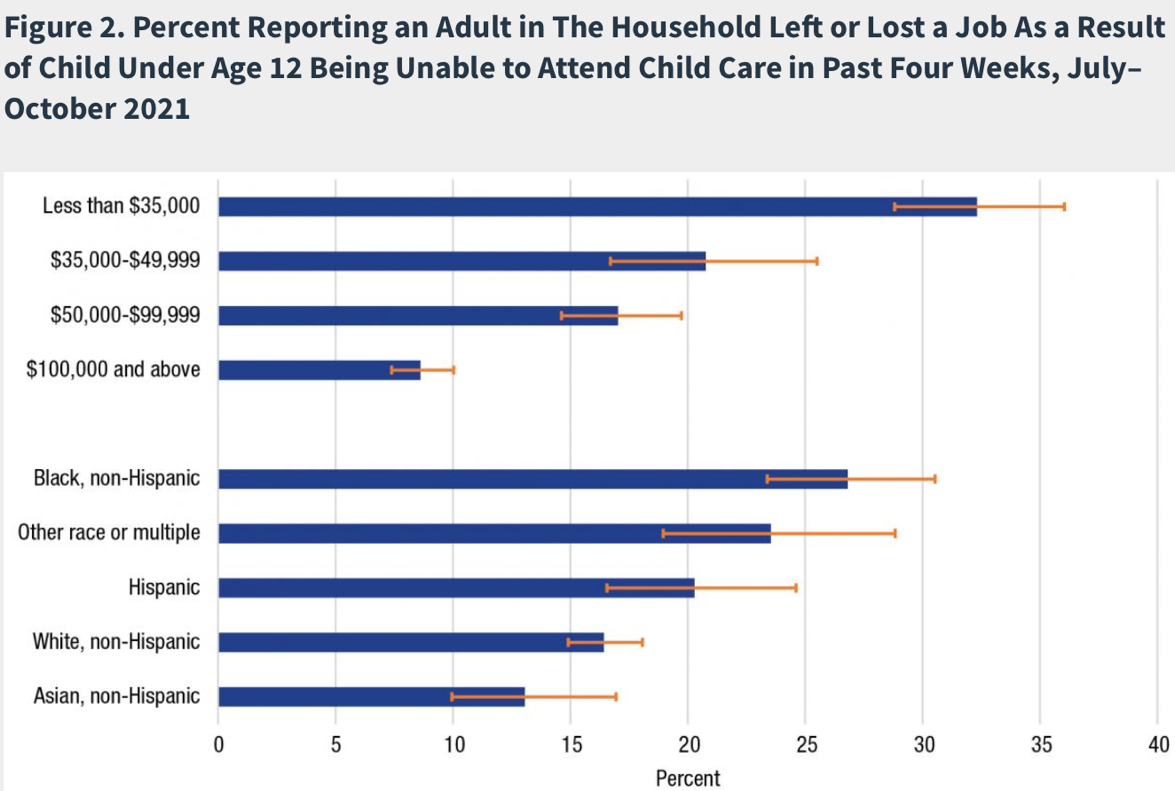 Figure 2. Percent Reporting an Adult in The Household Left or Lost a Job As a Result
of Child Under Age 12 Being Unable to Attend Child Care in Past Four Weeks, July–
October 2021
Less than $35,000
$35,000-$49,999
$50,000-$99,999
$100,000 and above
Black, non-Hispanic
Other race or multiple
Hispanic
White, non-Hispanic
Asian, non-Hispanic
0 5 10 15 20 25 30 35 40
Percent